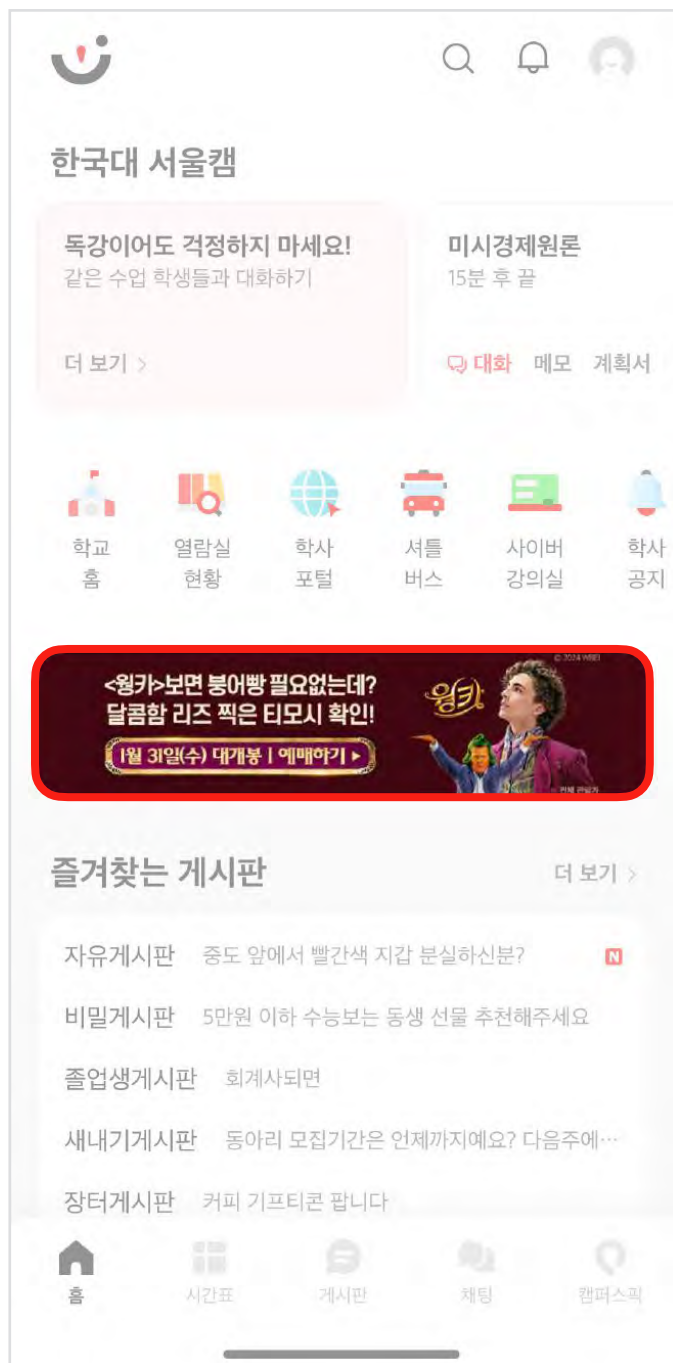 한국대 서울캠
독강이어도 걱정하지 마세요!
같은 수업 학생들과 대화하기
더 보기 >
미시경제원론
15분 후 끝
대화 메모 계획서
학교 홈
열람실 현황
학사 포털
셔틀 버스
사이버 강의실
학사 공지
© 2024 WBEI
<웡카>보면 붕어빵 필요없는데?
달콤함 리즈 찍은 티모시 확인!
1월 31일(수) 대개봉 | 예매하기 ▸
웡카
전체 관람가
즐겨찾는 게시판
더 보기 >
자유게시판 중도 앞에서 빨간색 지갑 분실하신분? N
비밀게시판 5만원 이하 수능보는 동생 선물 추천해주세요
졸업생게시판 회계사되면
새내기게시판 동아리 모집기간은 언제까지예요? 다음주에…
장터게시판 커피 기프티콘 팝니다
홈 시간표 게시판 채팅 캠퍼스픽